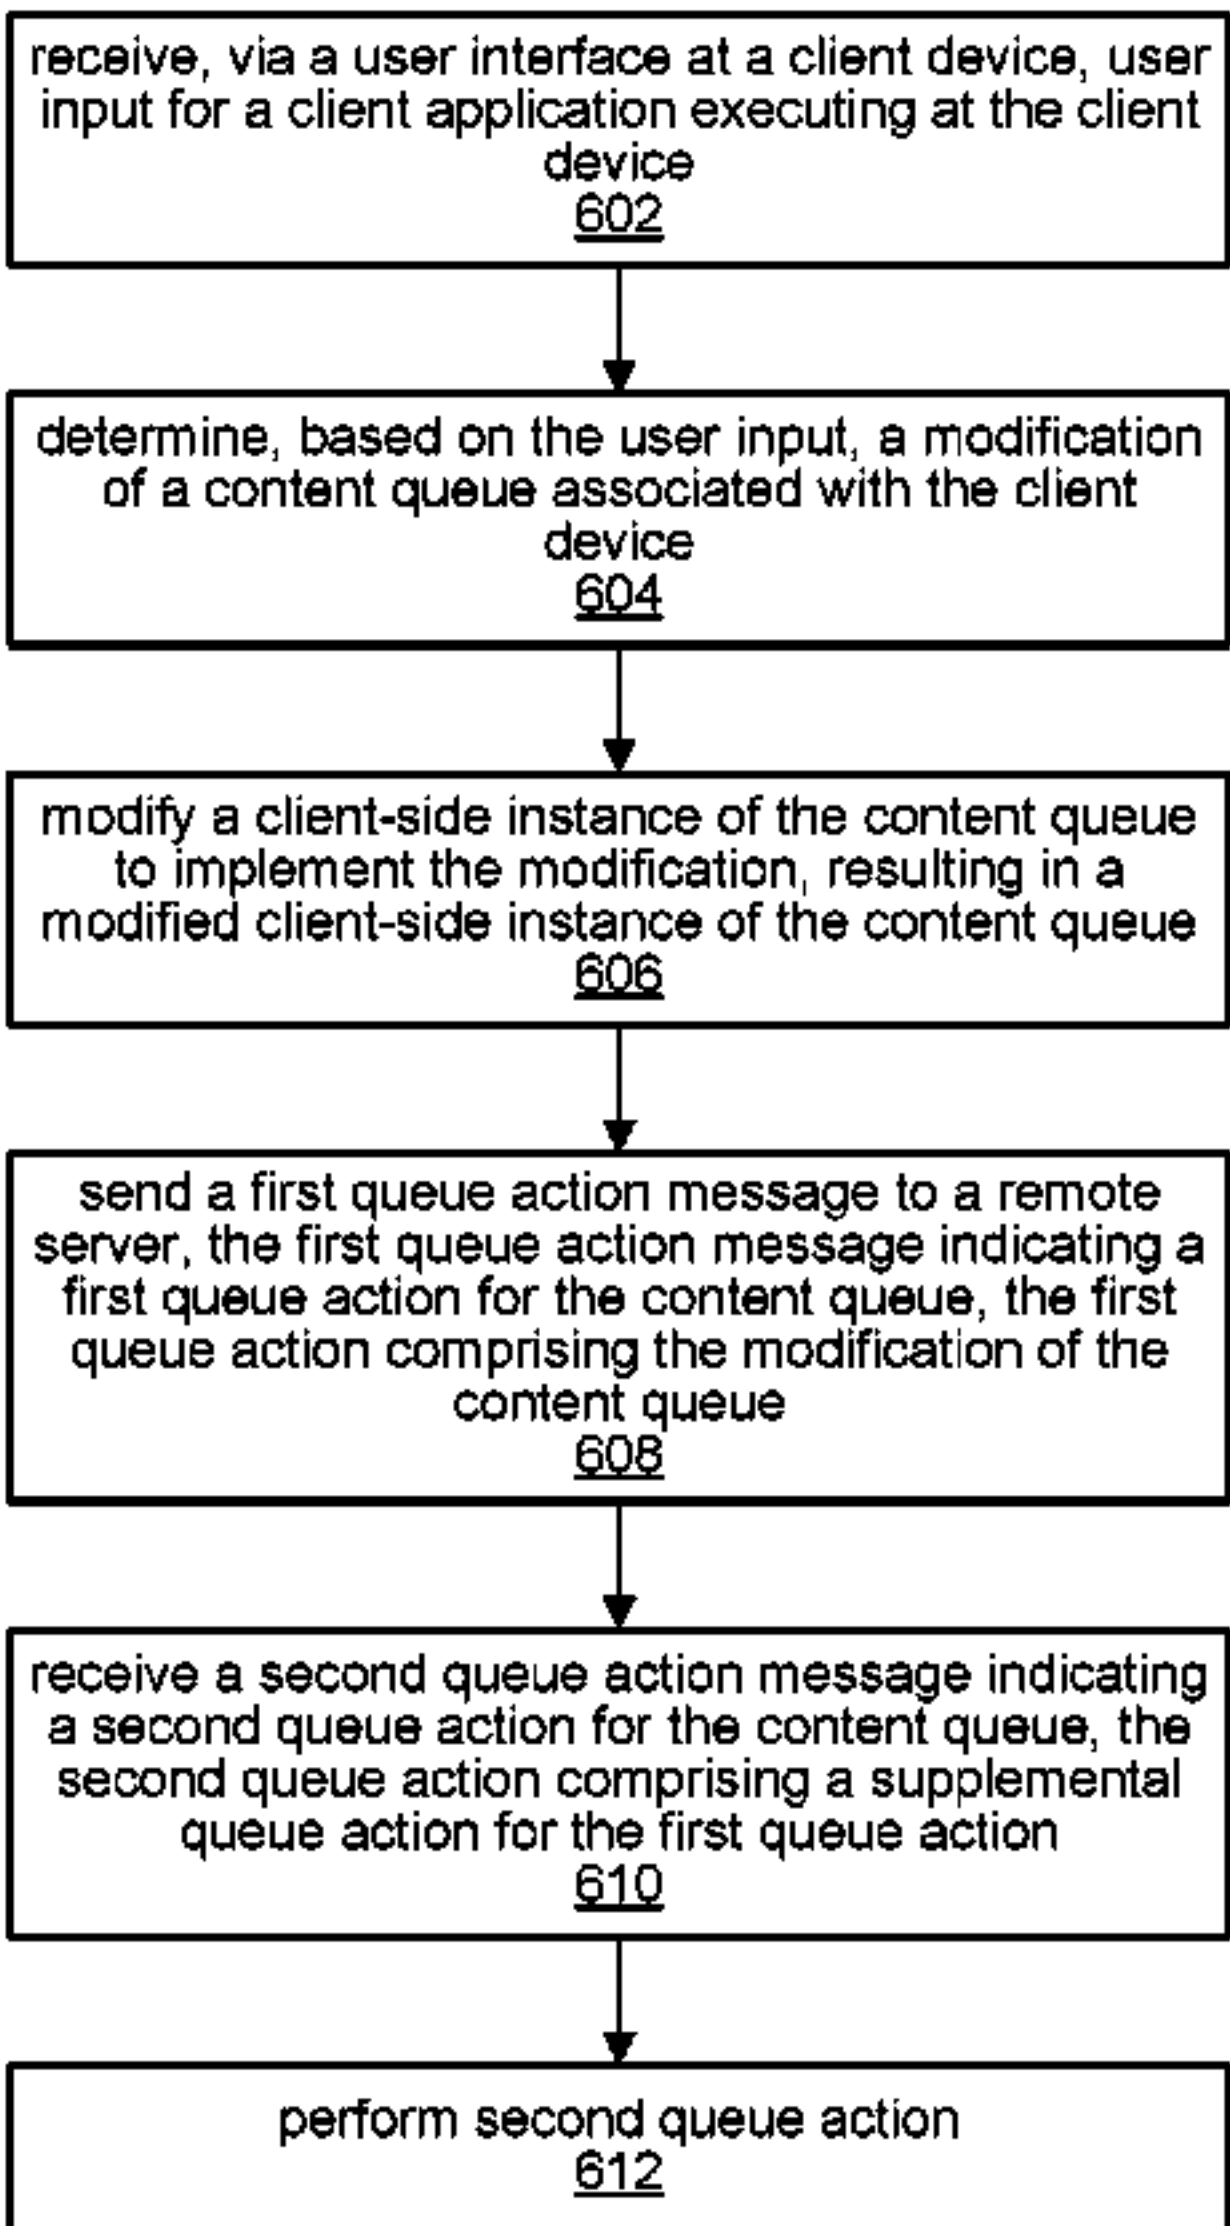 receive, via a user interface at a client device, user
input for a client application executing at the client
device
602
determine, based on the user input, a modification
of a content queue associated with the client
device
604
modify a client-side instance of the content queue
to implement the modification, resulting in a
modified client-side instance of the content queue
606
send a first queue action message to a remote
server, the first queue action message indicating a
first queue action for the content queue, the first
queue action comprising the modification of the
content queue
608
receive a second queue action message indicating
a second queue action for the content queue, the
second queue action comprising a supplemental
queue action for the first queue action
610
perform second queue action
612